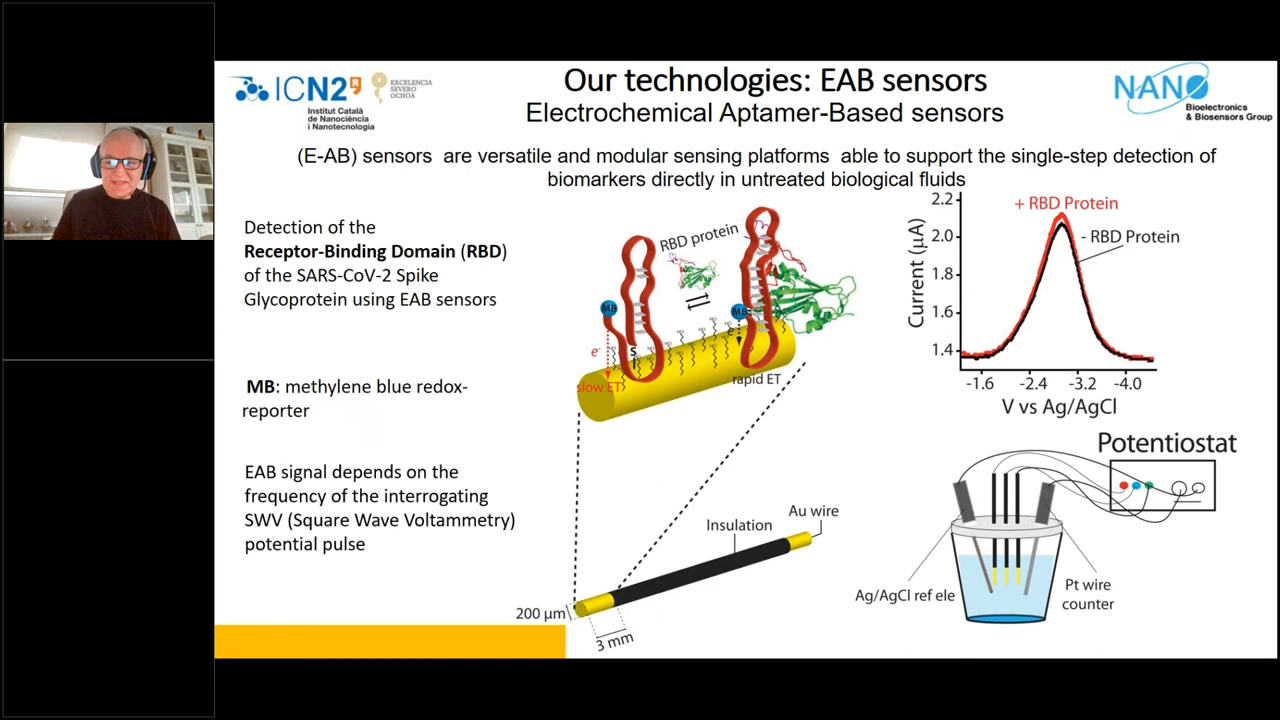 ICN2
EXCELENCIA
SEVERO
OCHOA
Institut Català
de Nanociència
i Nanotecnologia
Our technologies: EAB sensors
Electrochemical Aptamer-Based sensors
NANO
Bioelectronics
& Biosensors Group
(E-AB) sensors are versatile and modular sensing platforms able to support the single-step detection of
biomarkers directly in untreated biological fluids
Detection of the
Receptor-Binding Domain (RBD)
of the SARS-CoV-2 Spike
Glycoprotein using EAB sensors
MB: methylene blue redox-
reporter
EAB signal depends on the
frequency of the interrogating
SWV (Square Wave Voltammetry)
potential pulse
RBD protein
MB
MB
e-
e-
S
slow ET
rapid ET
Insulation
Au wire
200 µm
3 mm
+ RBD Protein
- RBD Protein
Current (µA)
2.2
2.0
1.8
1.6
1.4
-1.6 -2.4 -3.2 -4.0
V vs Ag/AgCl
Potentiostat
Ag/AgCl ref ele
Pt wire
counter